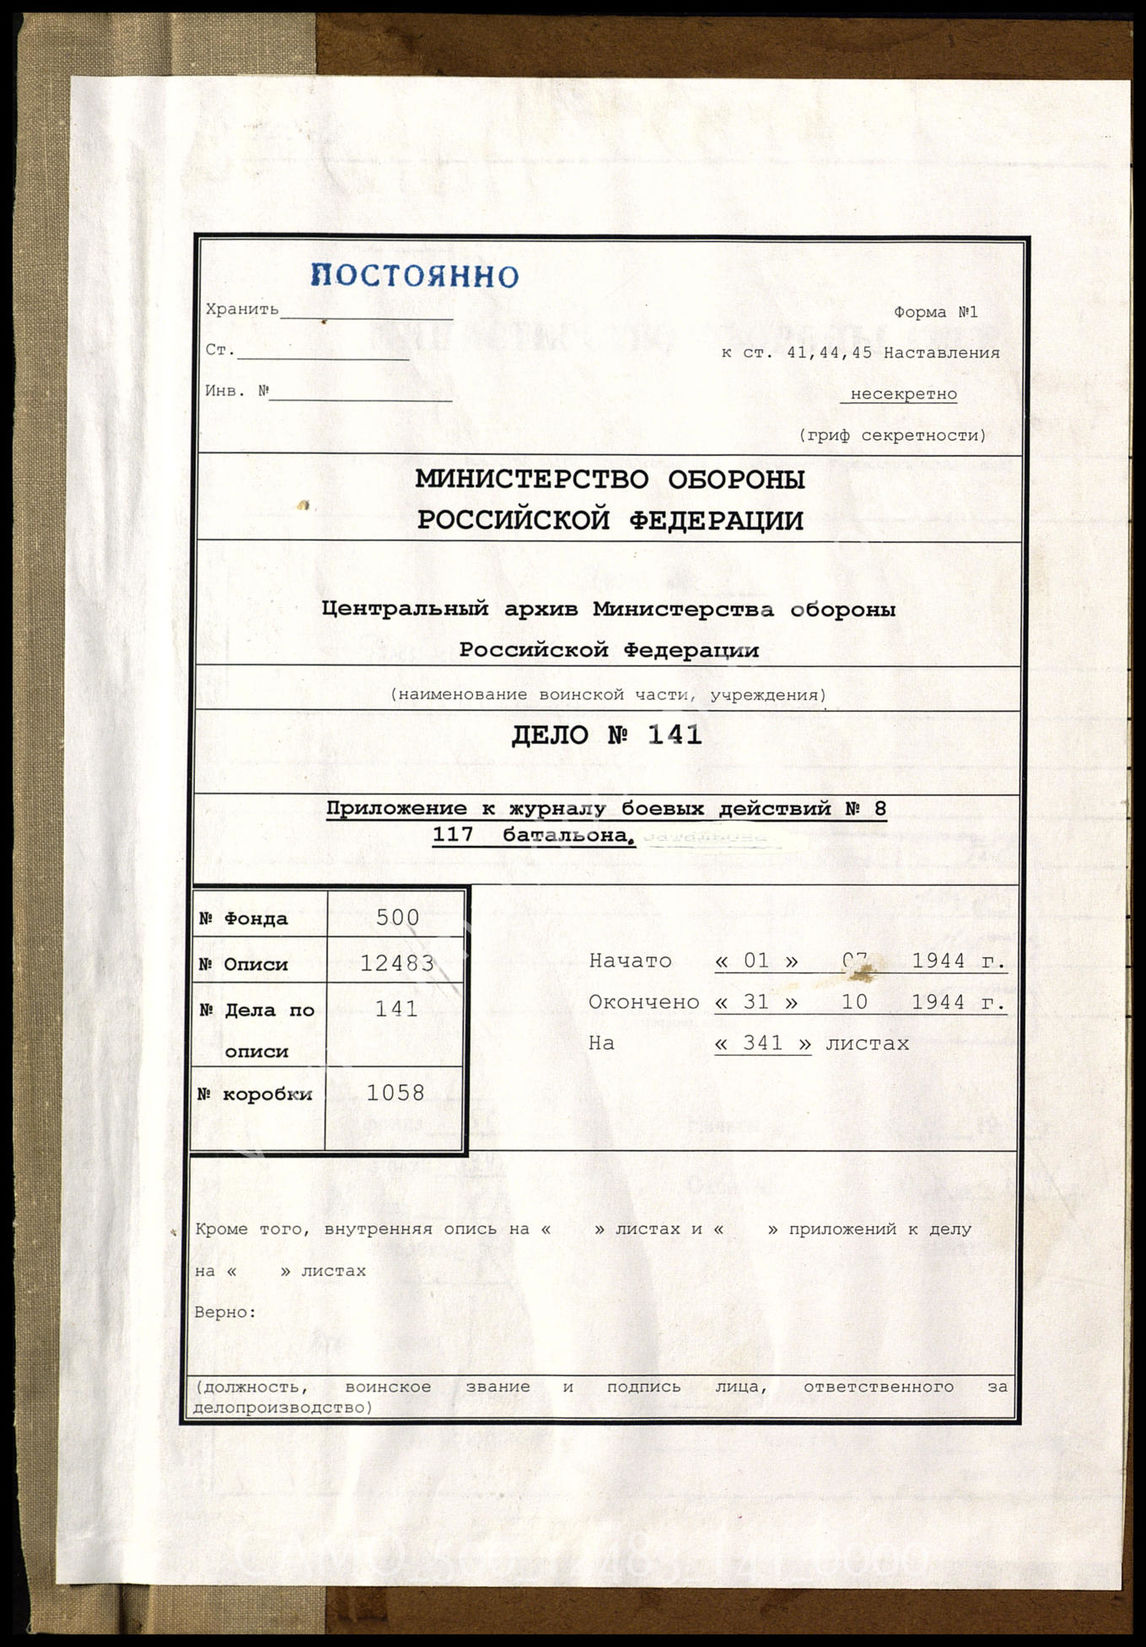 ПОСТОЯННО
Хранить
Форма №1
Ст.
к ст. 41,44,45 Наставления
Инв. №
несекретно
(гриф секретности)
МИНИСТЕРСТВО ОБОРОНЫ
РОССИЙСКОЙ ФЕДЕРАЦИИ
Центральный архив Министерства обороны
Российской Федерации
(наименование воинской части, учреждения)
ДЕЛО № 141
Приложение к журналу боевых действий № 8
117 батальона.
№ Фонда 500
№ Описи 12483
№ Дела по 141
описи
№ коробки 1058
Начато « 01 » 07 1944 г.
Окончено « 31 » 10 1944 г.
На « 341 » листах
Кроме того, внутренняя опись на « » листах и « » приложений к делу
на « » листах
Верно:
(должность, воинское звание и подпись лица, ответственного за
делопроизводство)